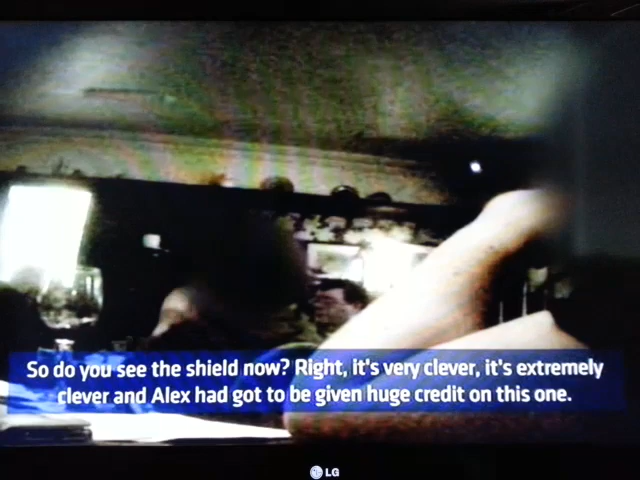 So do you see the shield now? Right, it's very clever, it's extremely
clever and Alex had got to be given huge credit on this one.
LG